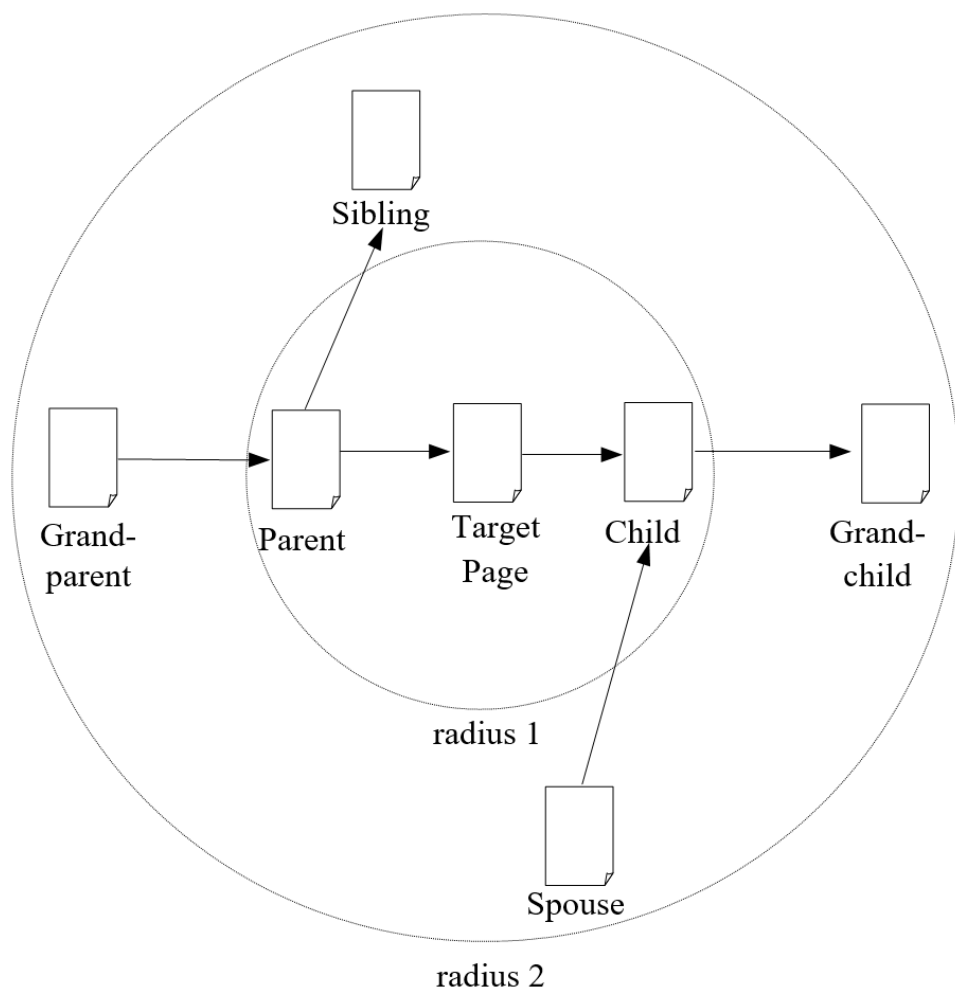 Sibling
Grand-
parent
Parent
Target
Page
Child
Grand-
child
radius 1
Spouse
radius 2